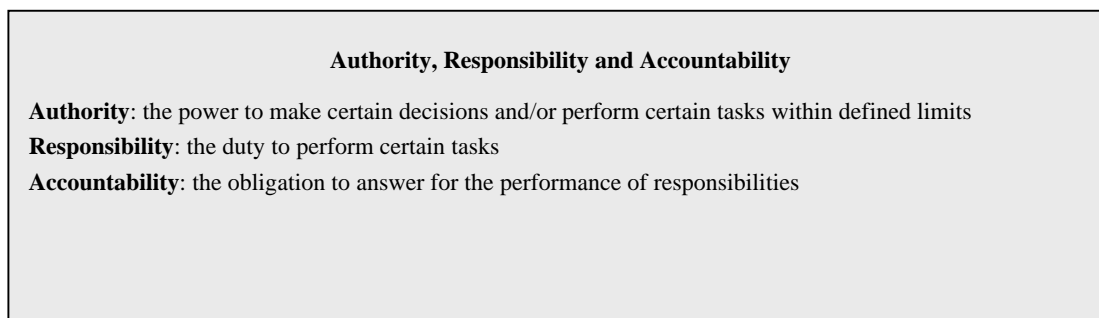 Authority, Responsibility and Accountability
Authority: the power to make certain decisions and/or perform certain tasks within defined limits
Responsibility: the duty to perform certain tasks
Accountability: the obligation to answer for the performance of responsibilities